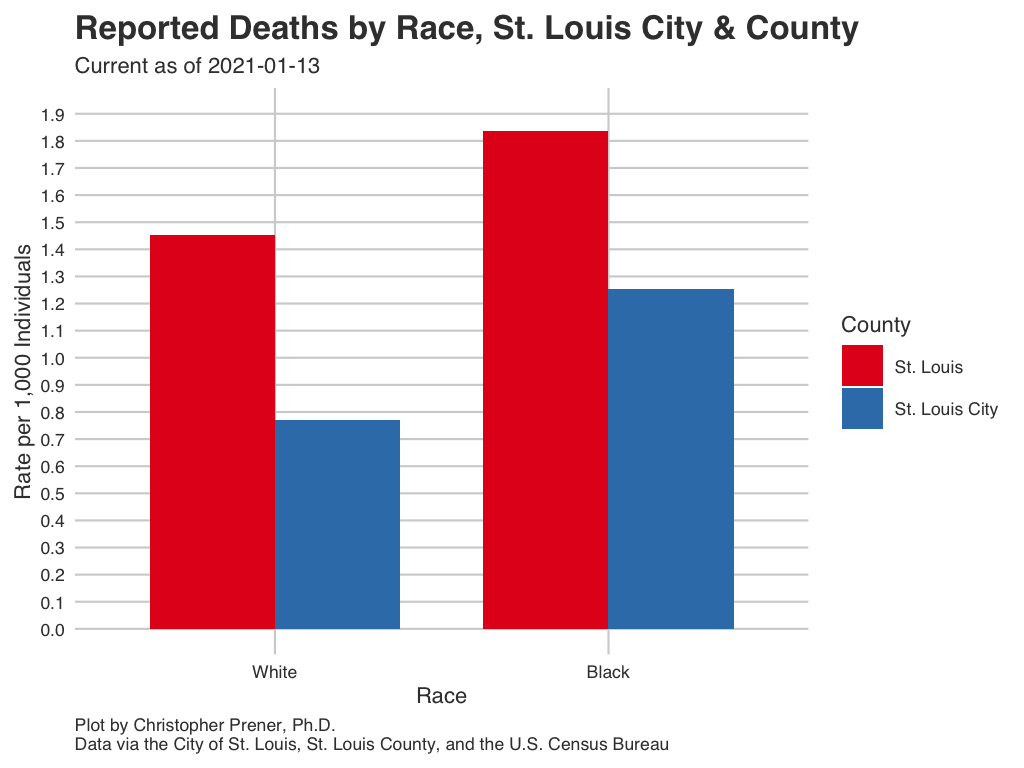 Reported Deaths by Race, St. Louis City & County
Current as of 2021-01-13
Rate per 1,000 Individuals
1.9
1.8
1.7
1.6
1.5
1.4
1.3
1.2
1.1
1.0
0.9
0.8
0.7
0.6
0.5
0.4
0.3
0.2
0.1
0.0
White
Black
Race
County
St. Louis
St. Louis City
Plot by Christopher Prener, Ph.D.
Data via the City of St. Louis, St. Louis County, and the U.S. Census Bureau